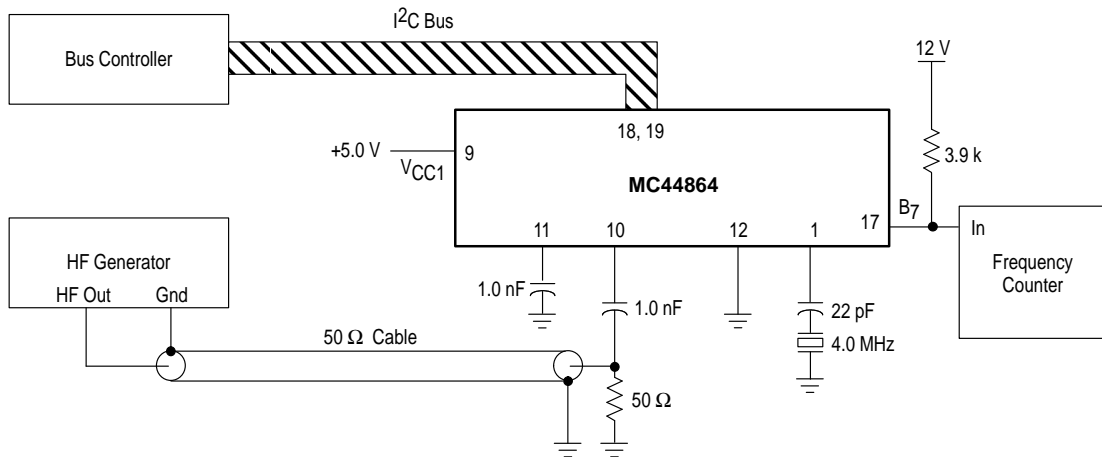 I²C Bus
Bus Controller
12 V
18, 19
3.9 k
+5.0 V
VCC1
9
MC44864
B7
17
11
10
12
1
In
Frequency
Counter
HF Generator
HF Out
Gnd
1.0 nF
1.0 nF
22 pF
4.0 MHz
50 Ω Cable
50 Ω